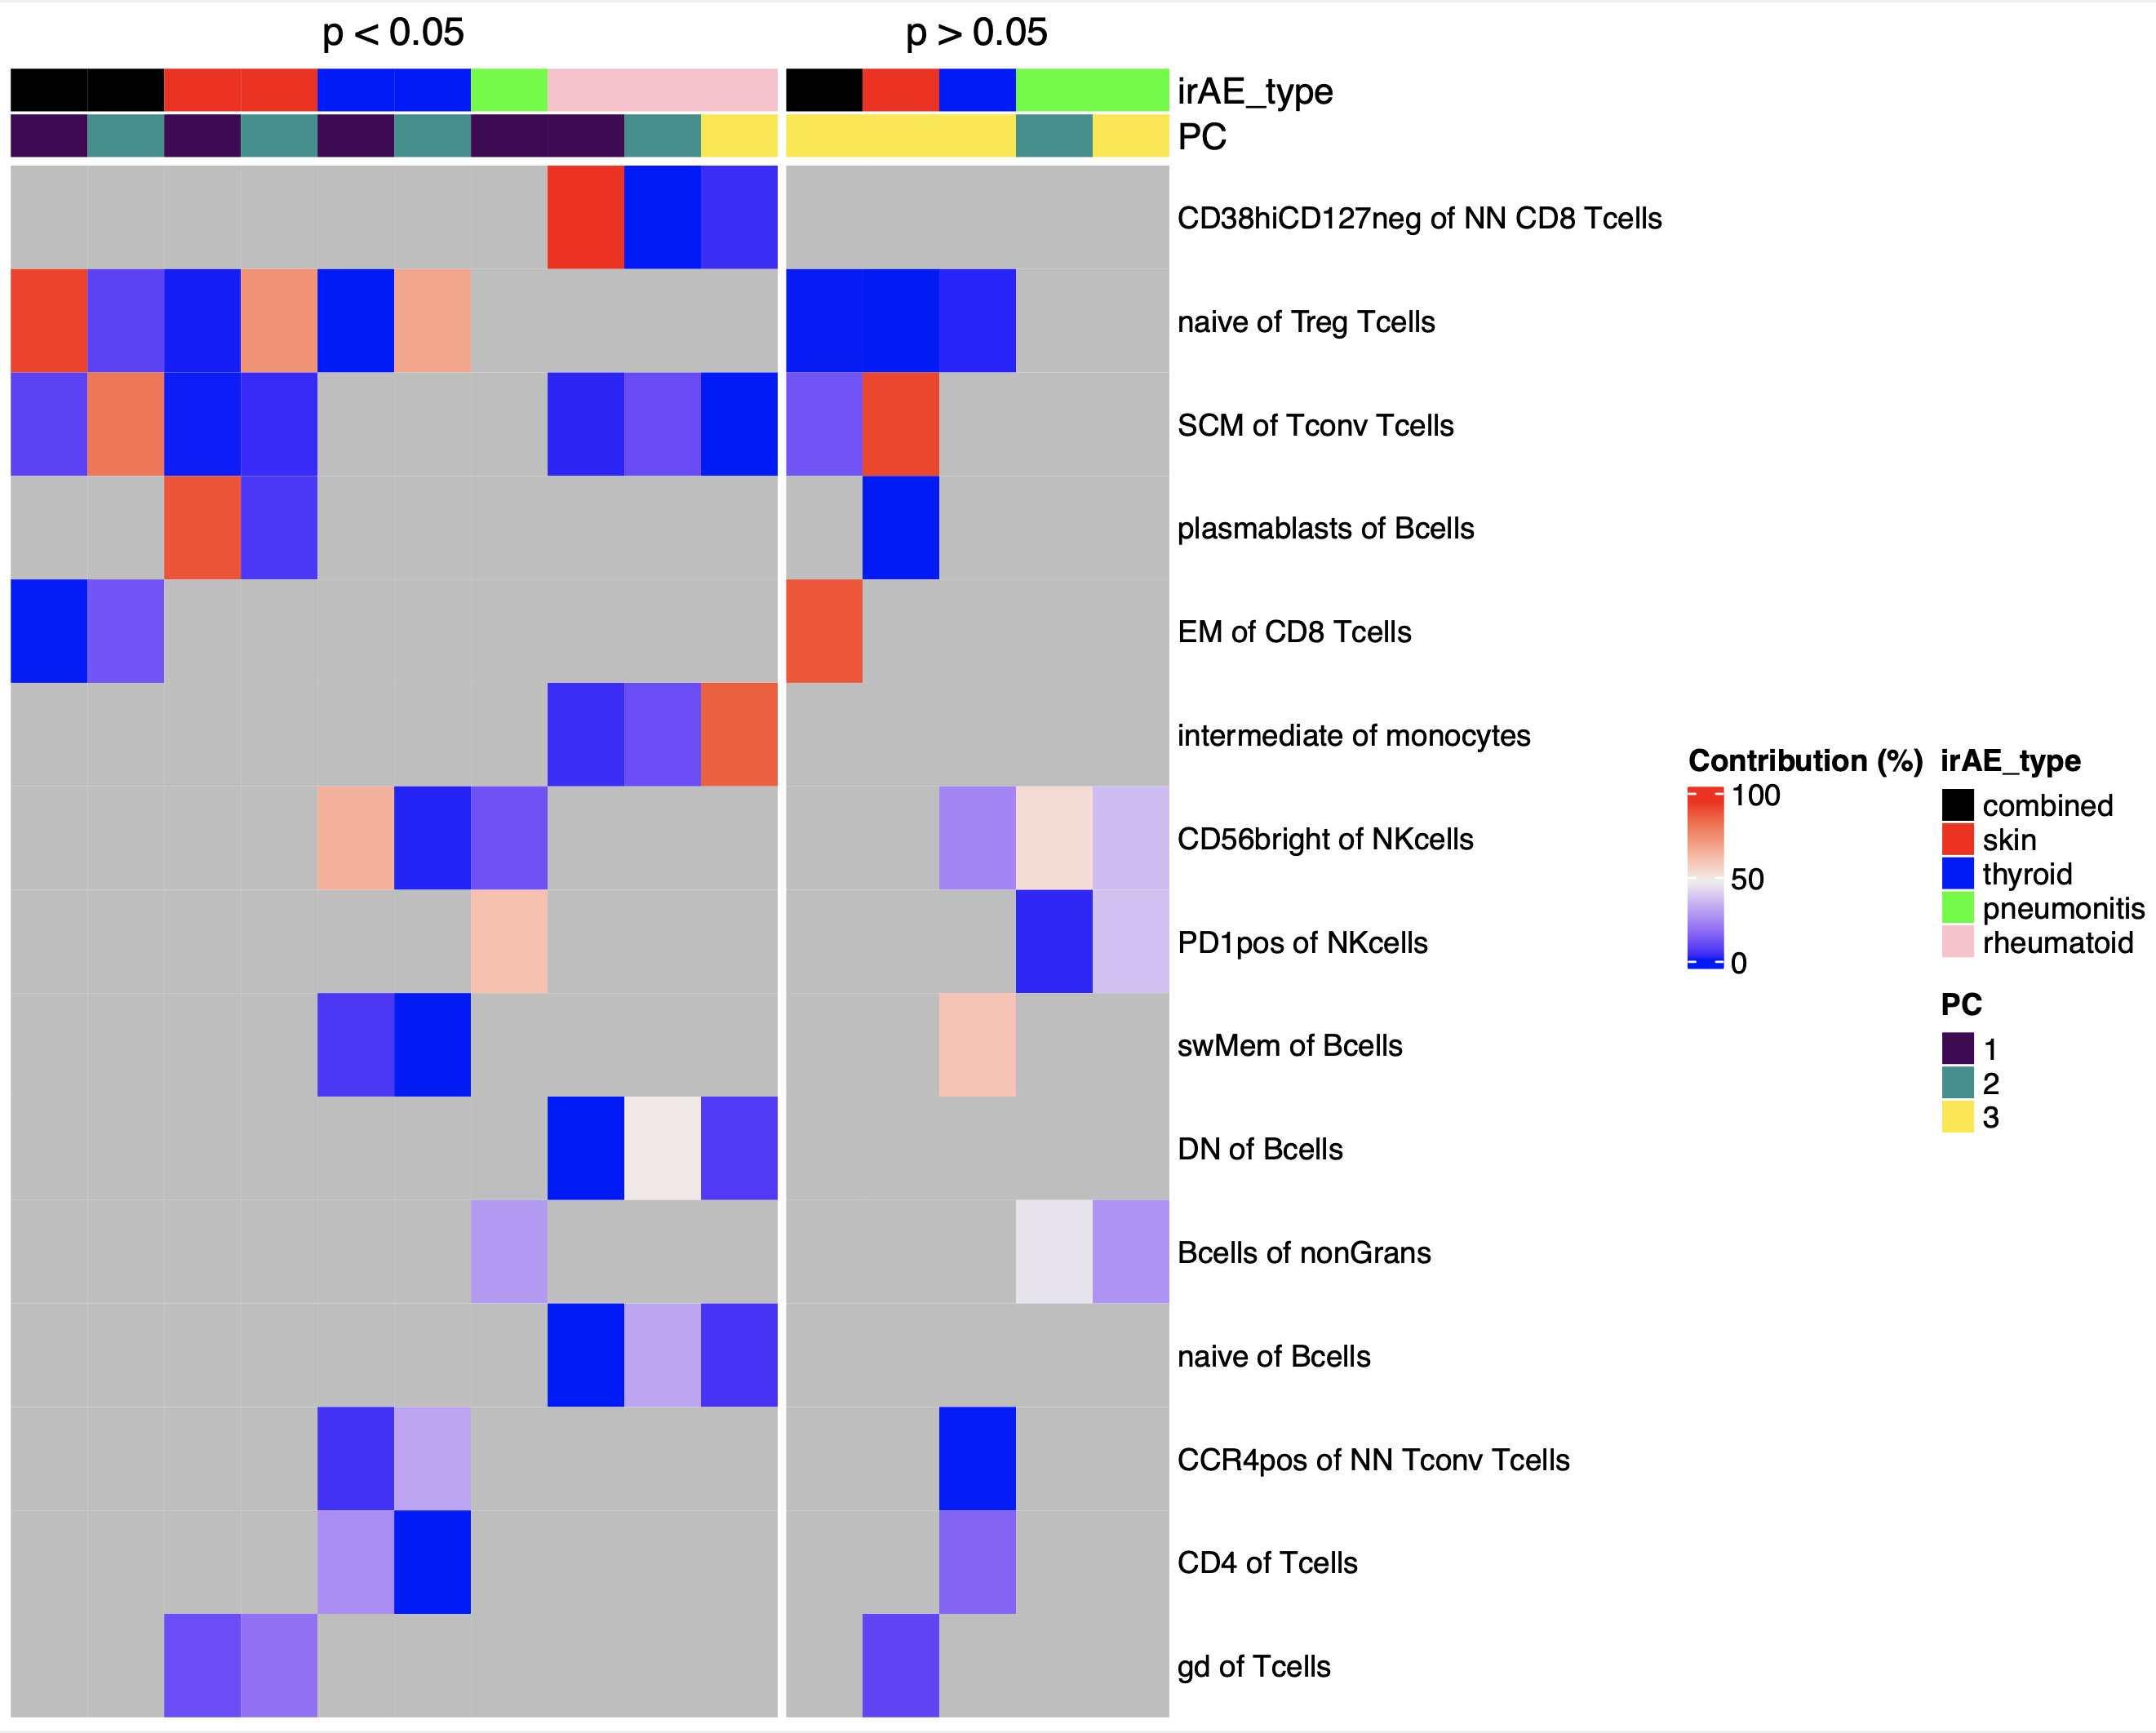 p < 0.05
p > 0.05
irAE_type
PC
CD38hiCD127neg of NN CD8 Tcells
naive of Treg Tcells
SCM of Tconv Tcells
plasmablasts of Bcells
EM of CD8 Tcells
intermediate of monocytes
CD56bright of NKcells
PD1pos of NKcells
swMem of Bcells
DN of Bcells
Bcells of nonGrans
naive of Bcells
CCR4pos of NN Tconv Tcells
CD4 of Tcells
gd of Tcells
Contribution (%)
100
50
0
irAE_type
combined
skin
thyroid
pneumonitis
rheumatoid
PC
1
2
3